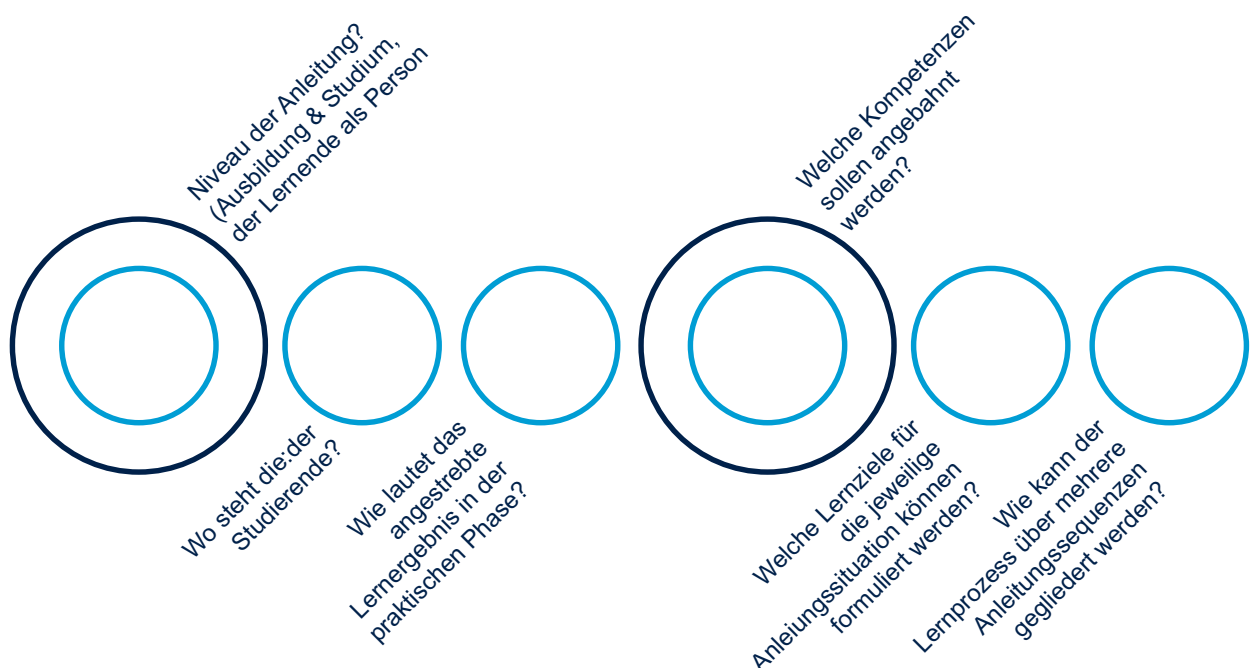 Niveau der Anleitung?
(Ausbildung & Studium,
der Lernende als Person
Wo steht die:der
Studierende?
Wie lautet das
angestrebte
Lernergebnis in der
praktischen Phase?
Welche Kompetenzen
sollen angebahnt
werden?
Welche Lernziele für
die jeweilige
Anleiungssituation können
formuliert werden?
Wie kann der
Lernprozess über mehrere
Anleitungssequenzen
gegliedert werden?